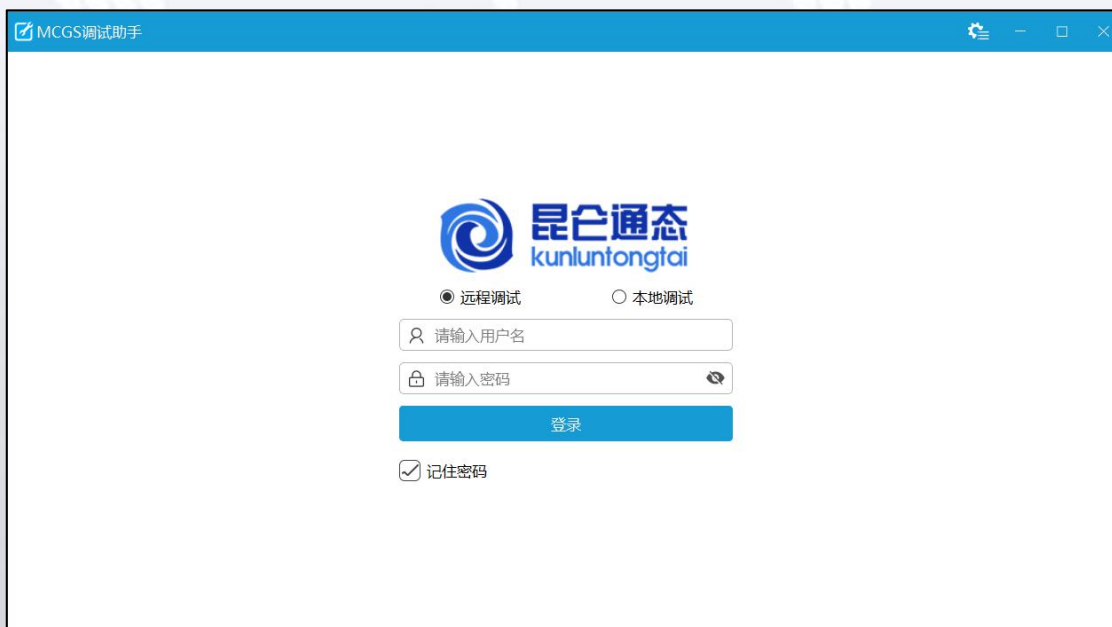 MCGS调试助手
昆仑通态
kunluntongtai
远程调试 本地调试
请输入用户名
请输入密码
登录
记住密码